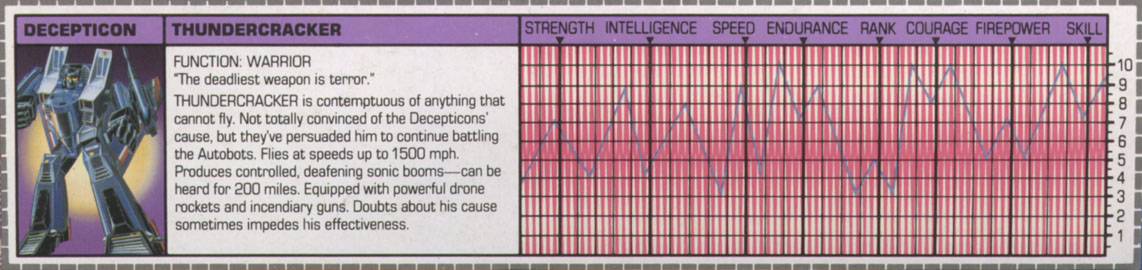 DECEPTICON
THUNDERCRACKER
FUNCTION: WARRIOR
"The deadliest weapon is terror."
THUNDERCRACKER is contemptuous of anything that
cannot fly. Not totally convinced of the Decepticons'
cause, but they've persuaded him to continue battling
the Autobots. Flies at speeds up to 1500 mph.
Produces controlled, deafening sonic booms—can be
heard for 200 miles. Equipped with powerful drone
rockets and incendiary guns. Doubts about his cause
sometimes impedes his effectiveness.
STRENGTH INTELLIGENCE SPEED ENDURANCE RANK COURAGE FIREPOWER SKILL
10
9
8
7
6
5
4
3
2
1